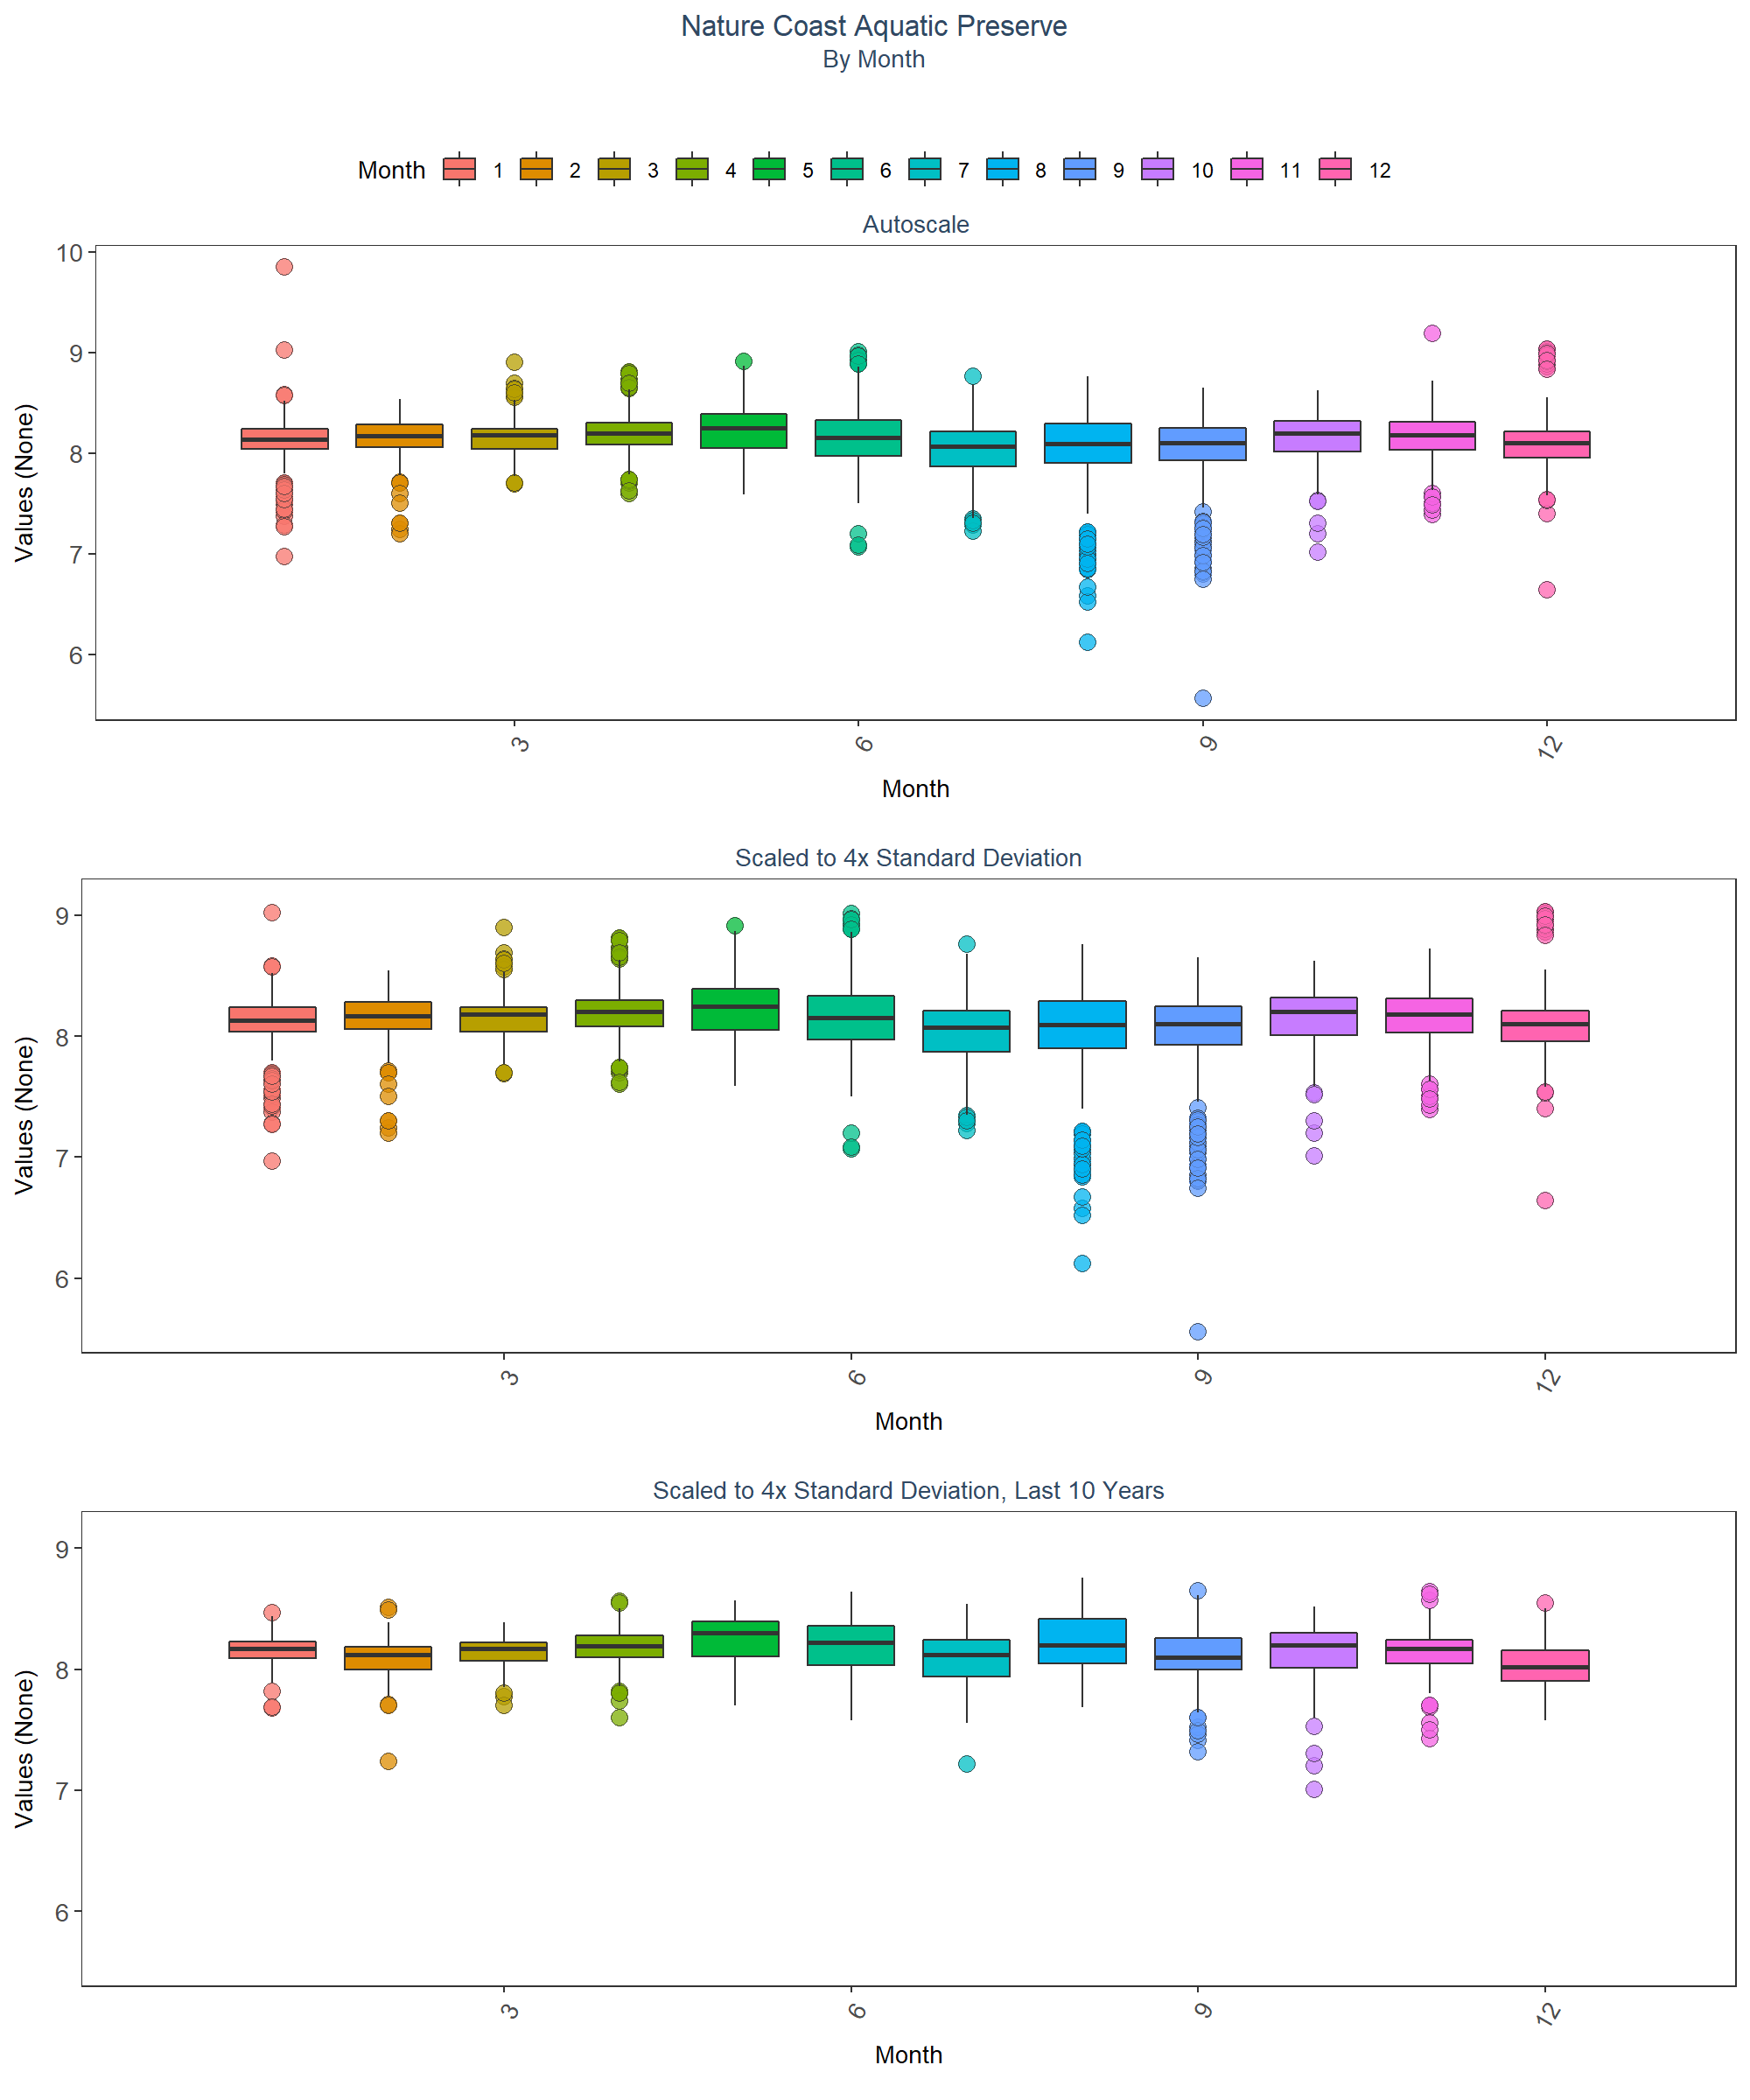 Nature Coast Aquatic Preserve
By Month
Month 1 2 3 4 5 6 7 8 9 10 11 12
Autoscale
10
9
8
7
6
Values (None)
3 6 9 12
Month
Scaled to 4x Standard Deviation
9
8
7
6
Values (None)
3 6 9 12
Month
Scaled to 4x Standard Deviation, Last 10 Years
9
8
7
6
Values (None)
3 6 9 12
Month